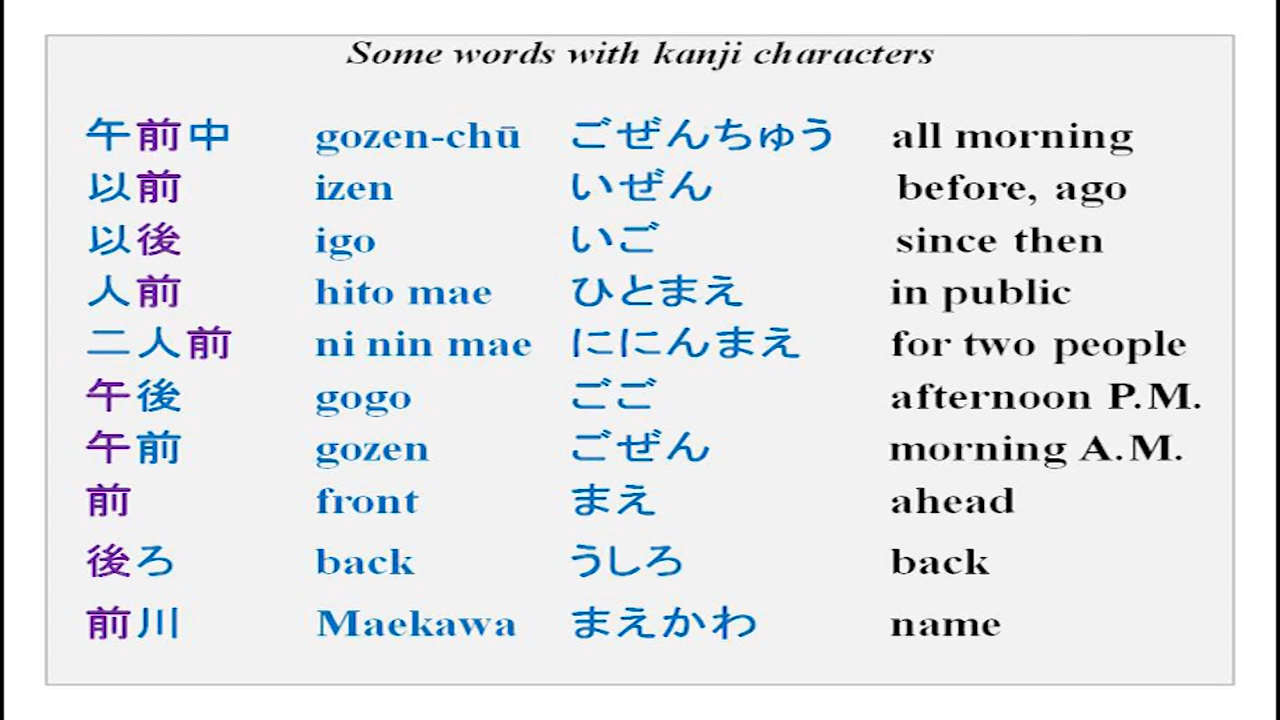 Some words with kanji characters
午前中 gozen-chū ごぜんちゅう all morning
以前 izen いぜん before, ago
以後 igo いご since then
人前 hito mae ひとまえ in public
二人前 ni nin mae ににんまえ for two people
午後 gogo ごご afternoon P.M.
午前 gozen ごぜん morning A.M.
前 front まえ ahead
後ろ back うしろ back
前川 Maekawa まえかわ name